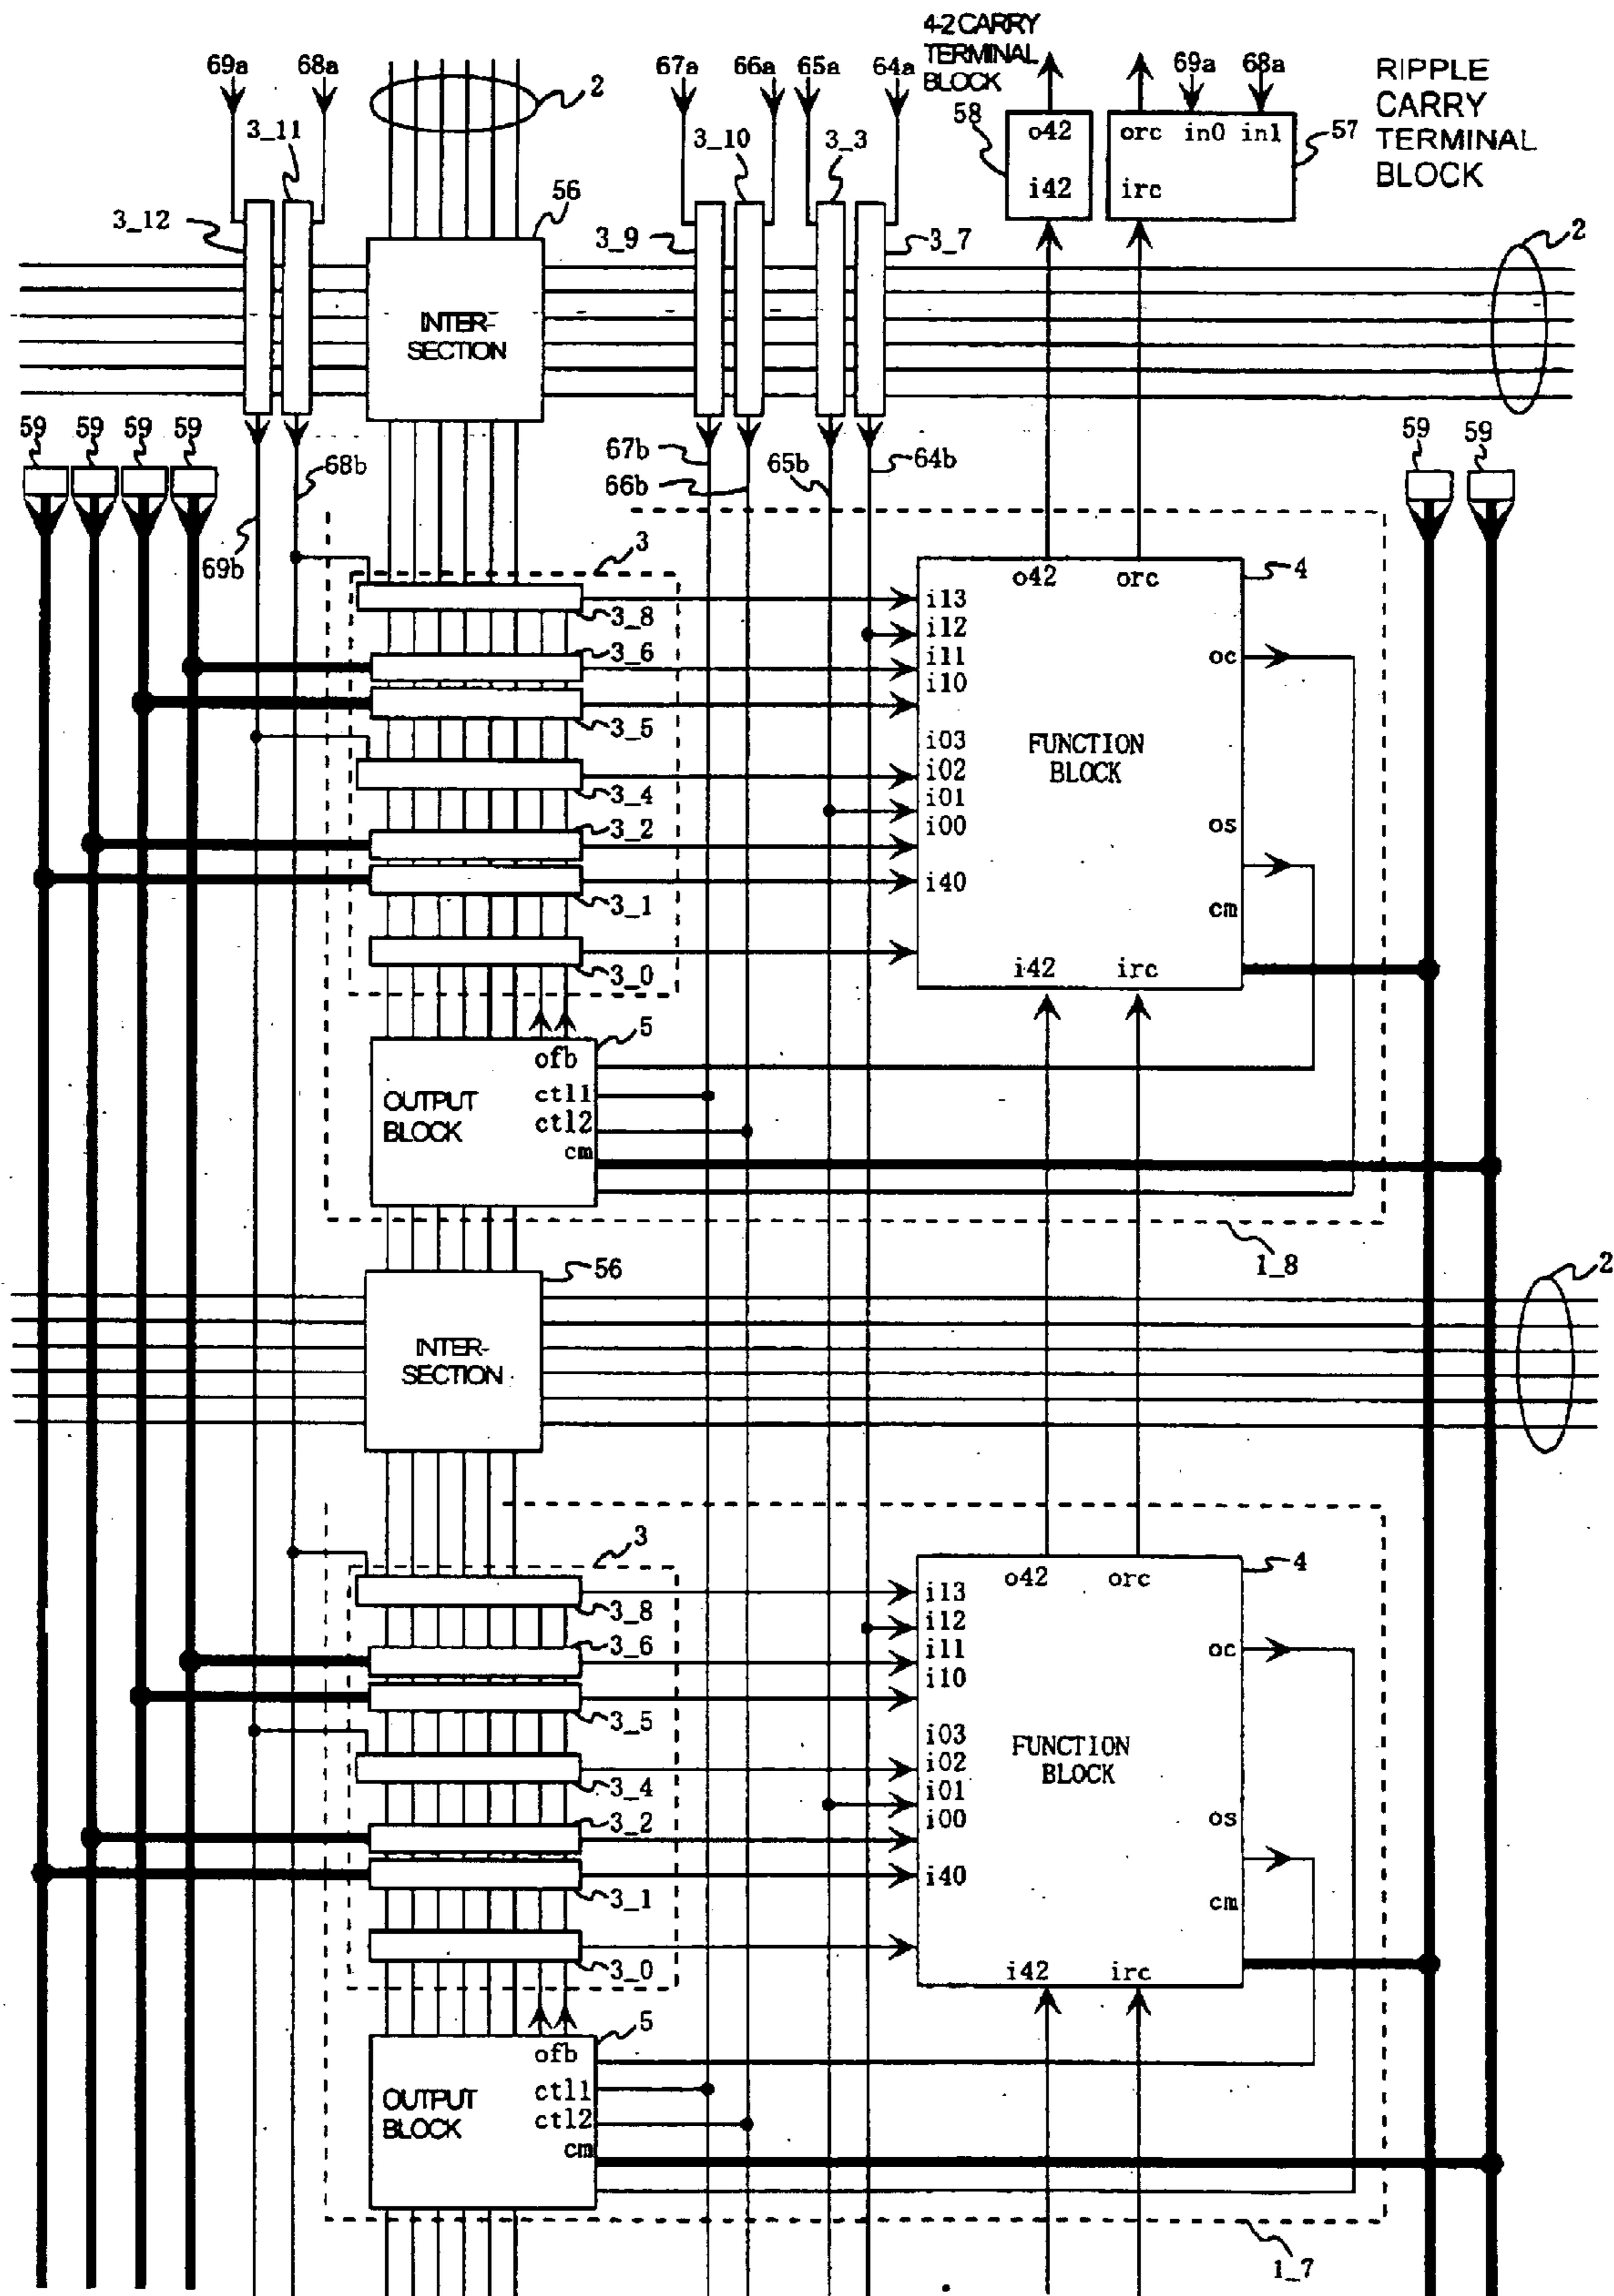 4-2 CARRY
TERMINAL
BLOCK
69a
68a
2
67a
66a
65a
64a
69a
68a
RIPPLE
CARRY
TERMINAL
BLOCK
58
o42
i42
orc in0 in1
irc
57
3_11
3_10
3_3
3_12
56
3_9
3_7
2
INTER-
SECTION
59
59
59
59
68b
67b
66b
65b
64b
59
59
69b
3
o42 orc
4
3_8
i13
i12
3_6
i11
i10
oc
3_5
i03
FUNCTION
BLOCK
i02
3_4
i01
3_2
i00
os
i40
3_1
cm
3_0
i42 irc
5
ofb
OUTPUT
BLOCK
ctl1
ctl2
cm
1_8
56
2
INTER-
SECTION
3
o42 orc
4
3_8
i13
i12
3_6
i11
i10
oc
3_5
i03
FUNCTION
BLOCK
i02
3_4
i01
3_2
i00
os
i40
3_1
cm
3_0
i42 irc
5
ofb
OUTPUT
BLOCK
ctl1
ctl2
cm
1_7